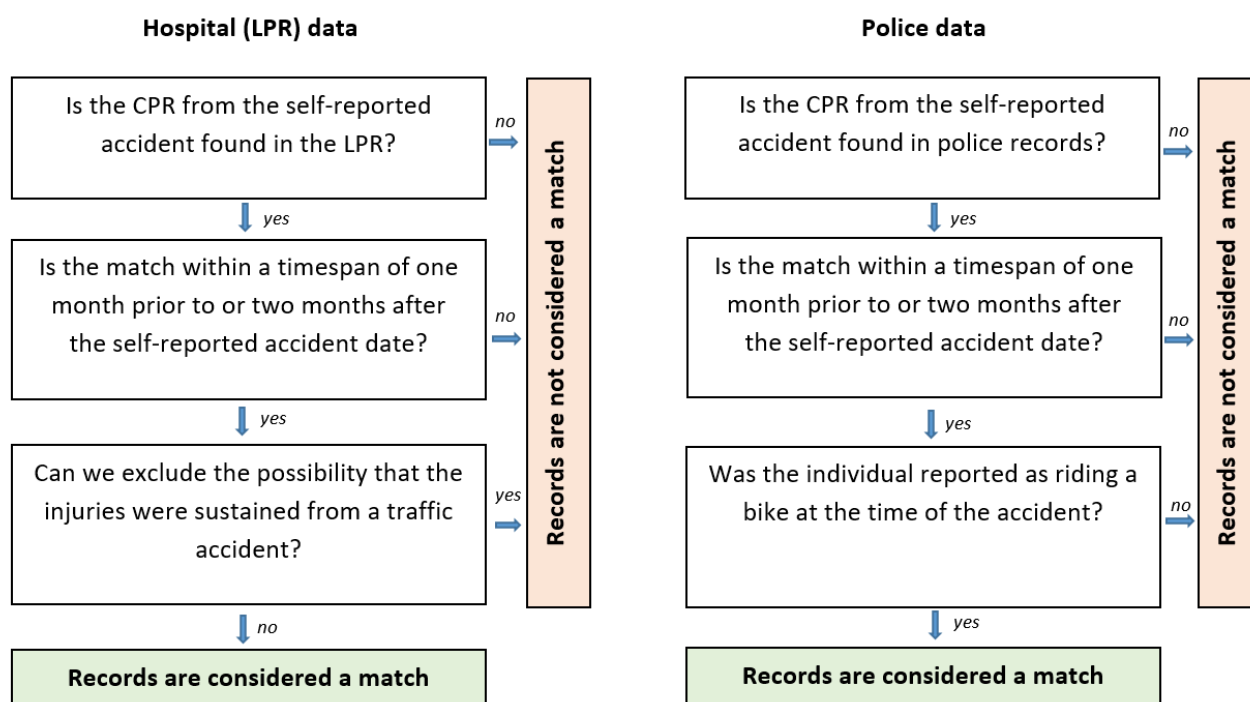 Hospital (LPR) data
Is the CPR from the self-reported
accident found in the LPR?
no
yes
Is the match within a timespan of one
month prior to or two months after
the self-reported accident date?
no
yes
Can we exclude the possibility that the
injuries were sustained from a traffic
accident?
yes
no
Records are considered a match
Records are not considered a match
Police data
Is the CPR from the self-reported
accident found in police records?
no
yes
Is the match within a timespan of one
month prior to or two months after
the self-reported accident date?
no
yes
Was the individual reported as riding a
bike at the time of the accident?
no
yes
Records are considered a match
Records are not considered a match